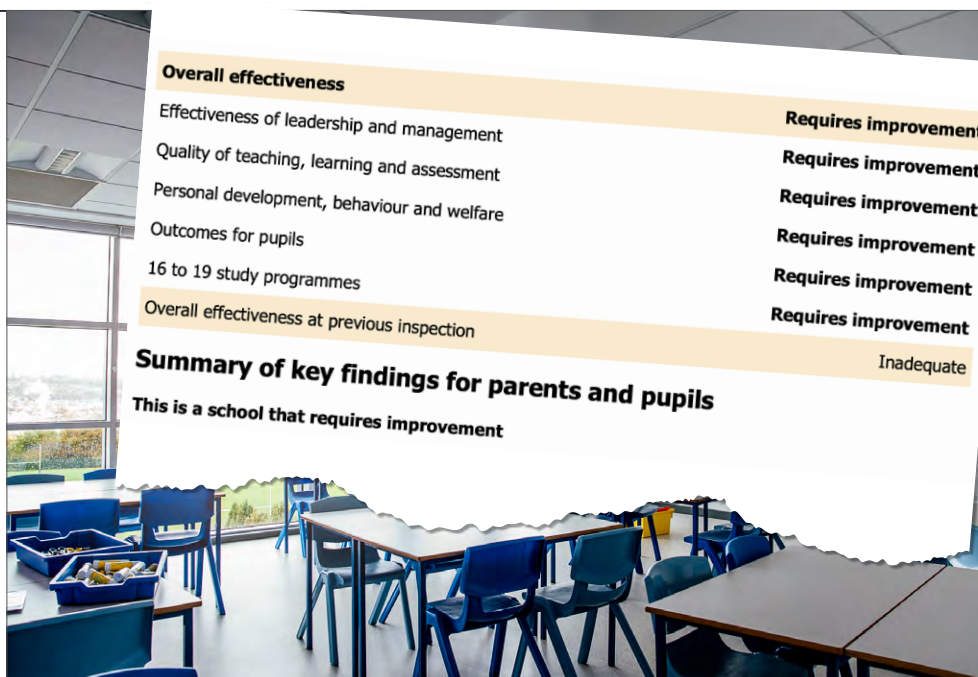 Overall effectiveness Requires improvement
Effectiveness of leadership and management Requires improvement
Quality of teaching, learning and assessment Requires improvement
Personal development, behaviour and welfare Requires improvement
Outcomes for pupils Requires improvement
16 to 19 study programmes Requires improvement
Overall effectiveness at previous inspection Inadequate
Summary of key findings for parents and pupils
This is a school that requires improvement